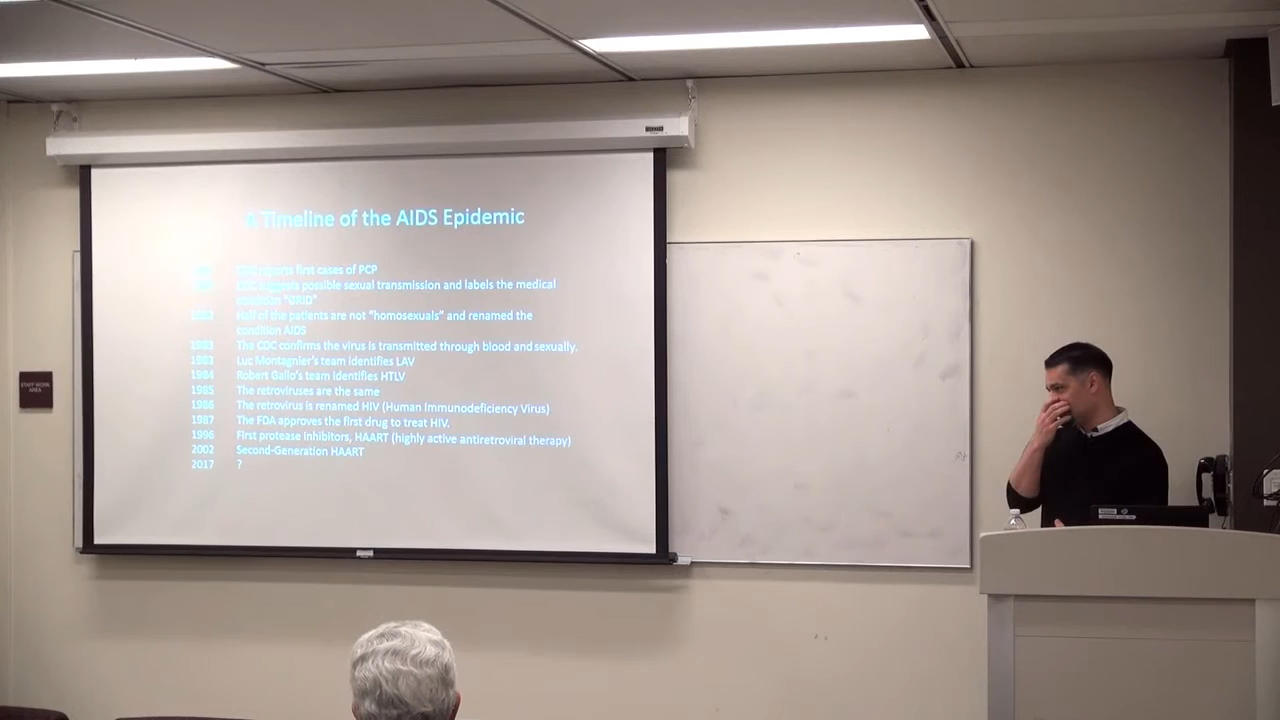 A Timeline of the AIDS Epidemic
CDC reports first cases of PCP
CDC suggests possible sexual transmission and labels the medical
condition "GRID"
1982 Half of the patients are not "homosexuals" and renamed the
condition AIDS
1983 The CDC confirms the virus is transmitted through blood and sexually.
1983 Luc Montagnier's team identifies LAV
1984 Robert Gallo's team identifies HTLV
1985 The retroviruses are the same
1986 The retrovirus is renamed HIV (Human Immunodeficiency Virus)
1987 The FDA approves the first drug to treat HIV.
1996 First protease inhibitors, HAART (highly active antiretroviral therapy)
2002 Second-Generation HAART
2017 ?
STAFF WORK
AREA